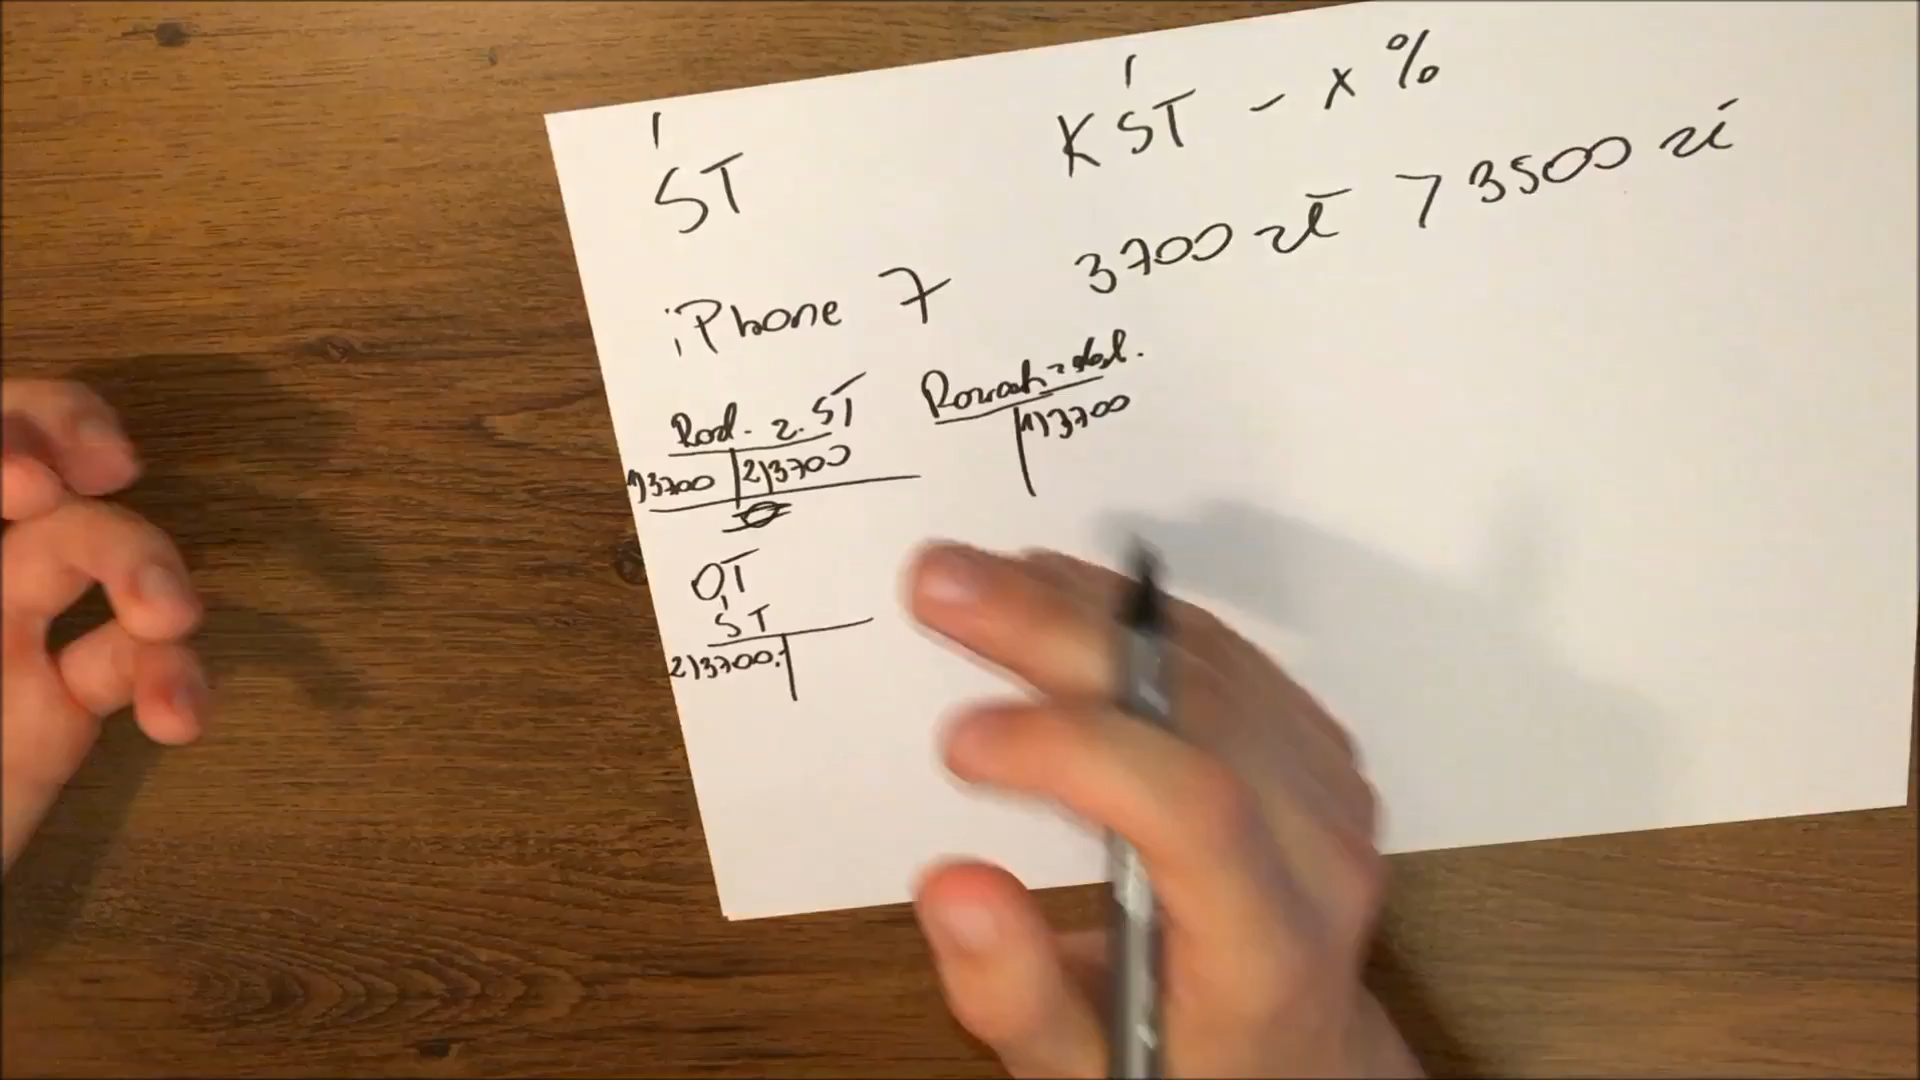 ŚT
KŚT - x %
iPhone 7 3700 zł > 3500 zł
Rozl. z. ŚT
1) 3700 2) 3700
0
Rozrach. z dost.
1) 3700
OT
ŚT
2) 3700.-